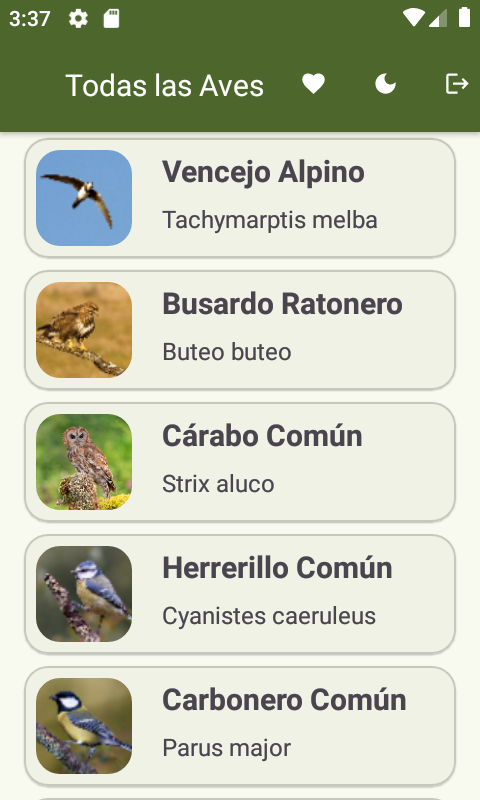 3:37
Todas las Aves
Vencejo Alpino
Tachymarptis melba
Busardo Ratonero
Buteo buteo
Cárabo Común
Strix aluco
Herrerillo Común
Cyanistes caeruleus
Carbonero Común
Parus major